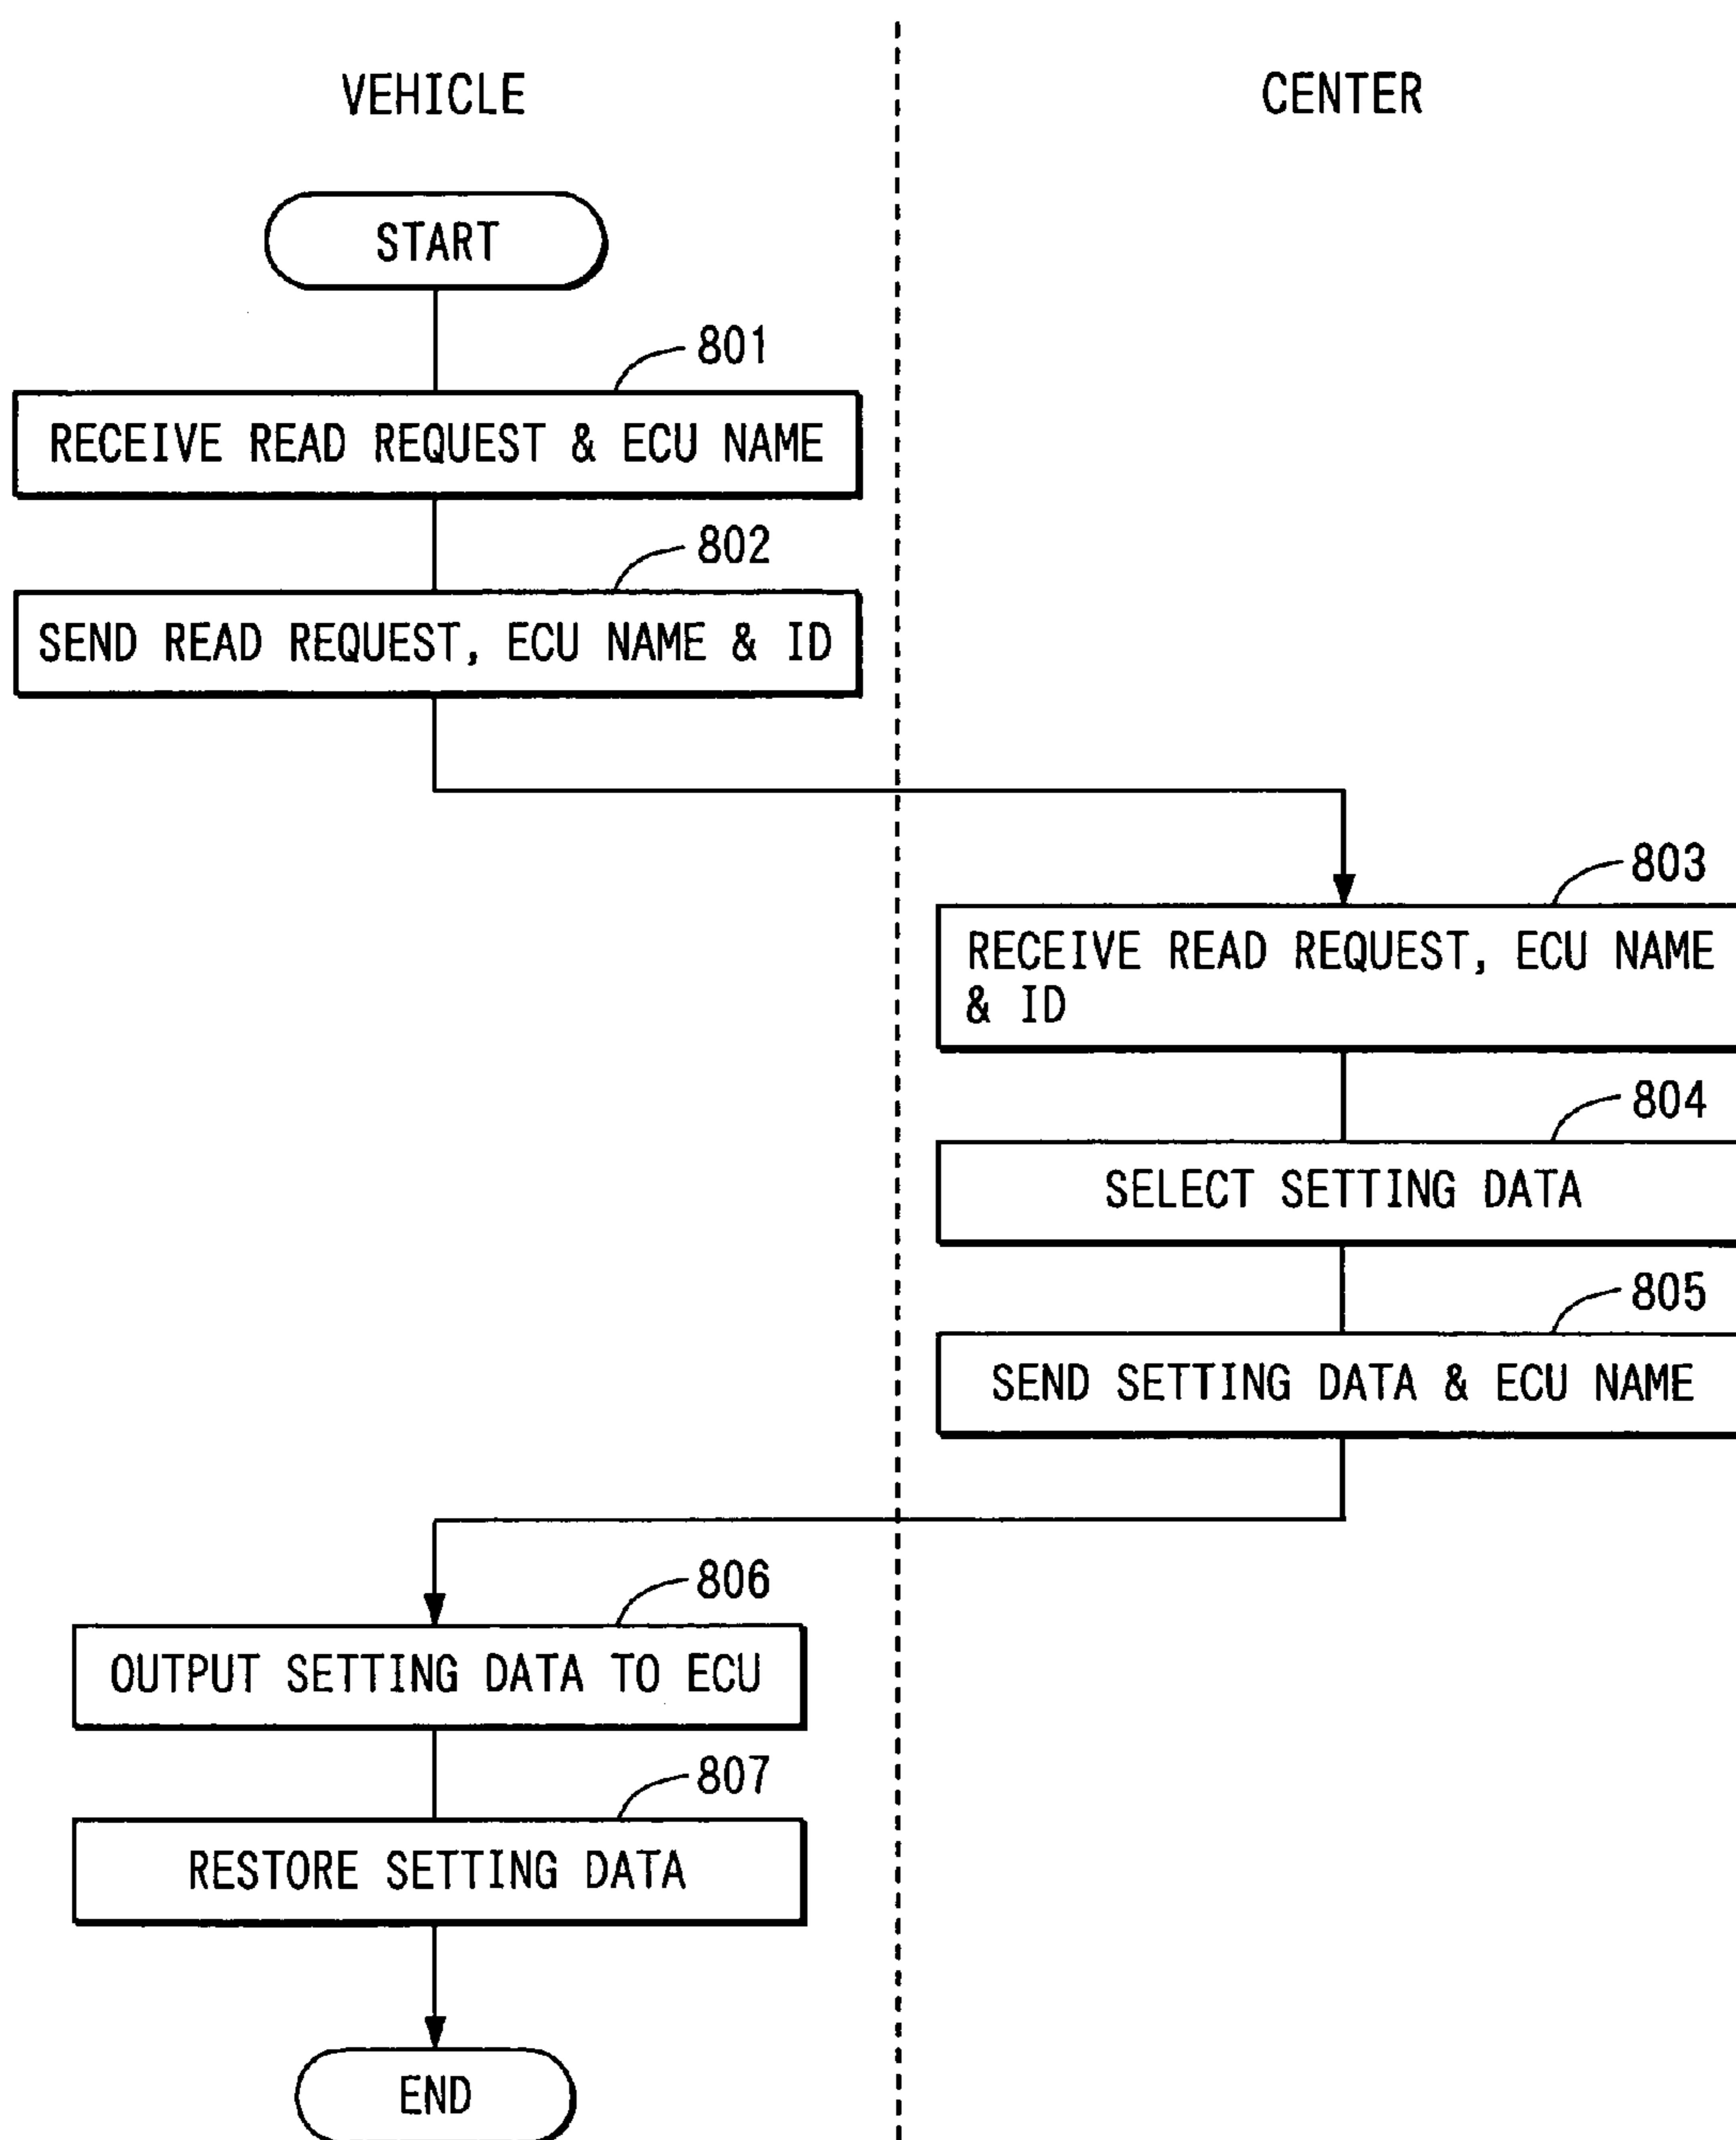 VEHICLE
CENTER
START
801
RECEIVE READ REQUEST & ECU NAME
802
SEND READ REQUEST, ECU NAME & ID
803
RECEIVE READ REQUEST, ECU NAME
& ID
804
SELECT SETTING DATA
805
SEND SETTING DATA & ECU NAME
806
OUTPUT SETTING DATA TO ECU
807
RESTORE SETTING DATA
END